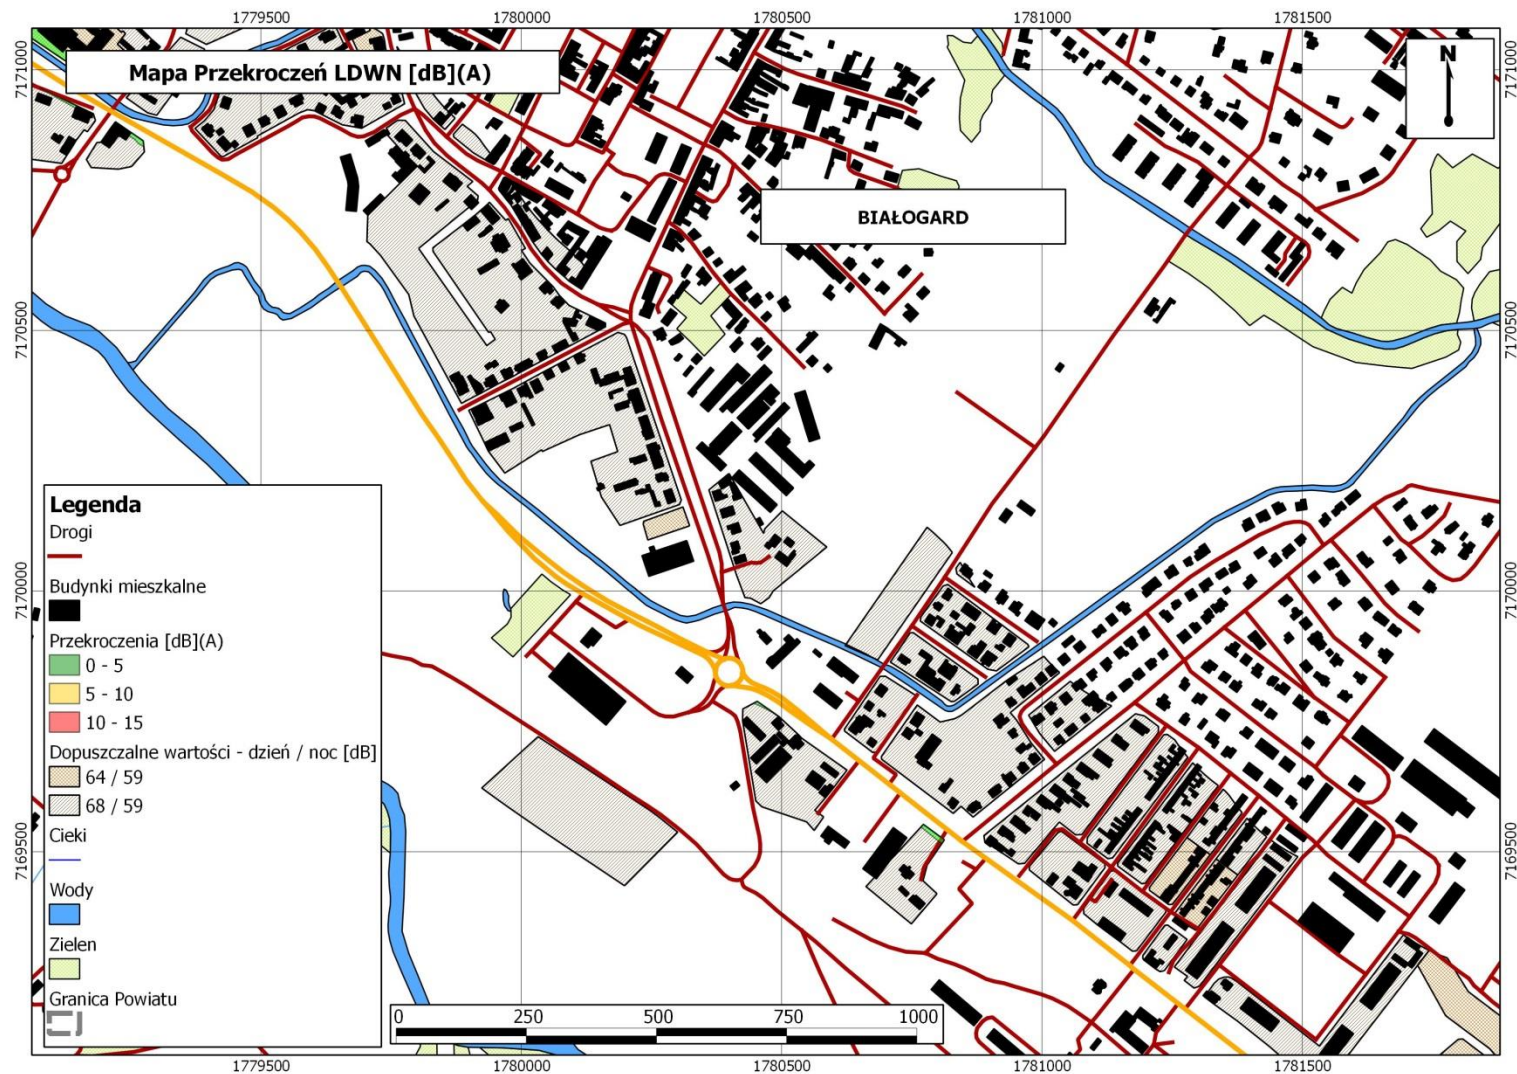 1779500 1780000 1780500 1781000 1781500
Mapa Przekroczeń LDWN [dB](A)
N
7171000 7171000
BIAŁOGARD
7170500 7170500
Legenda
Drogi
Budynki mieszkalne
7170000 7170000
Przekroczenia [dB](A)
0 - 5
5 - 10
10 - 15
Dopuszczalne wartości - dzień / noc [dB]
64 / 59
68 / 59
Cieki
7169500 7169500
Wody
Zielen
Granica Powiatu
0 250 500 750 1000
1779500 1780000 1780500 1781000 1781500